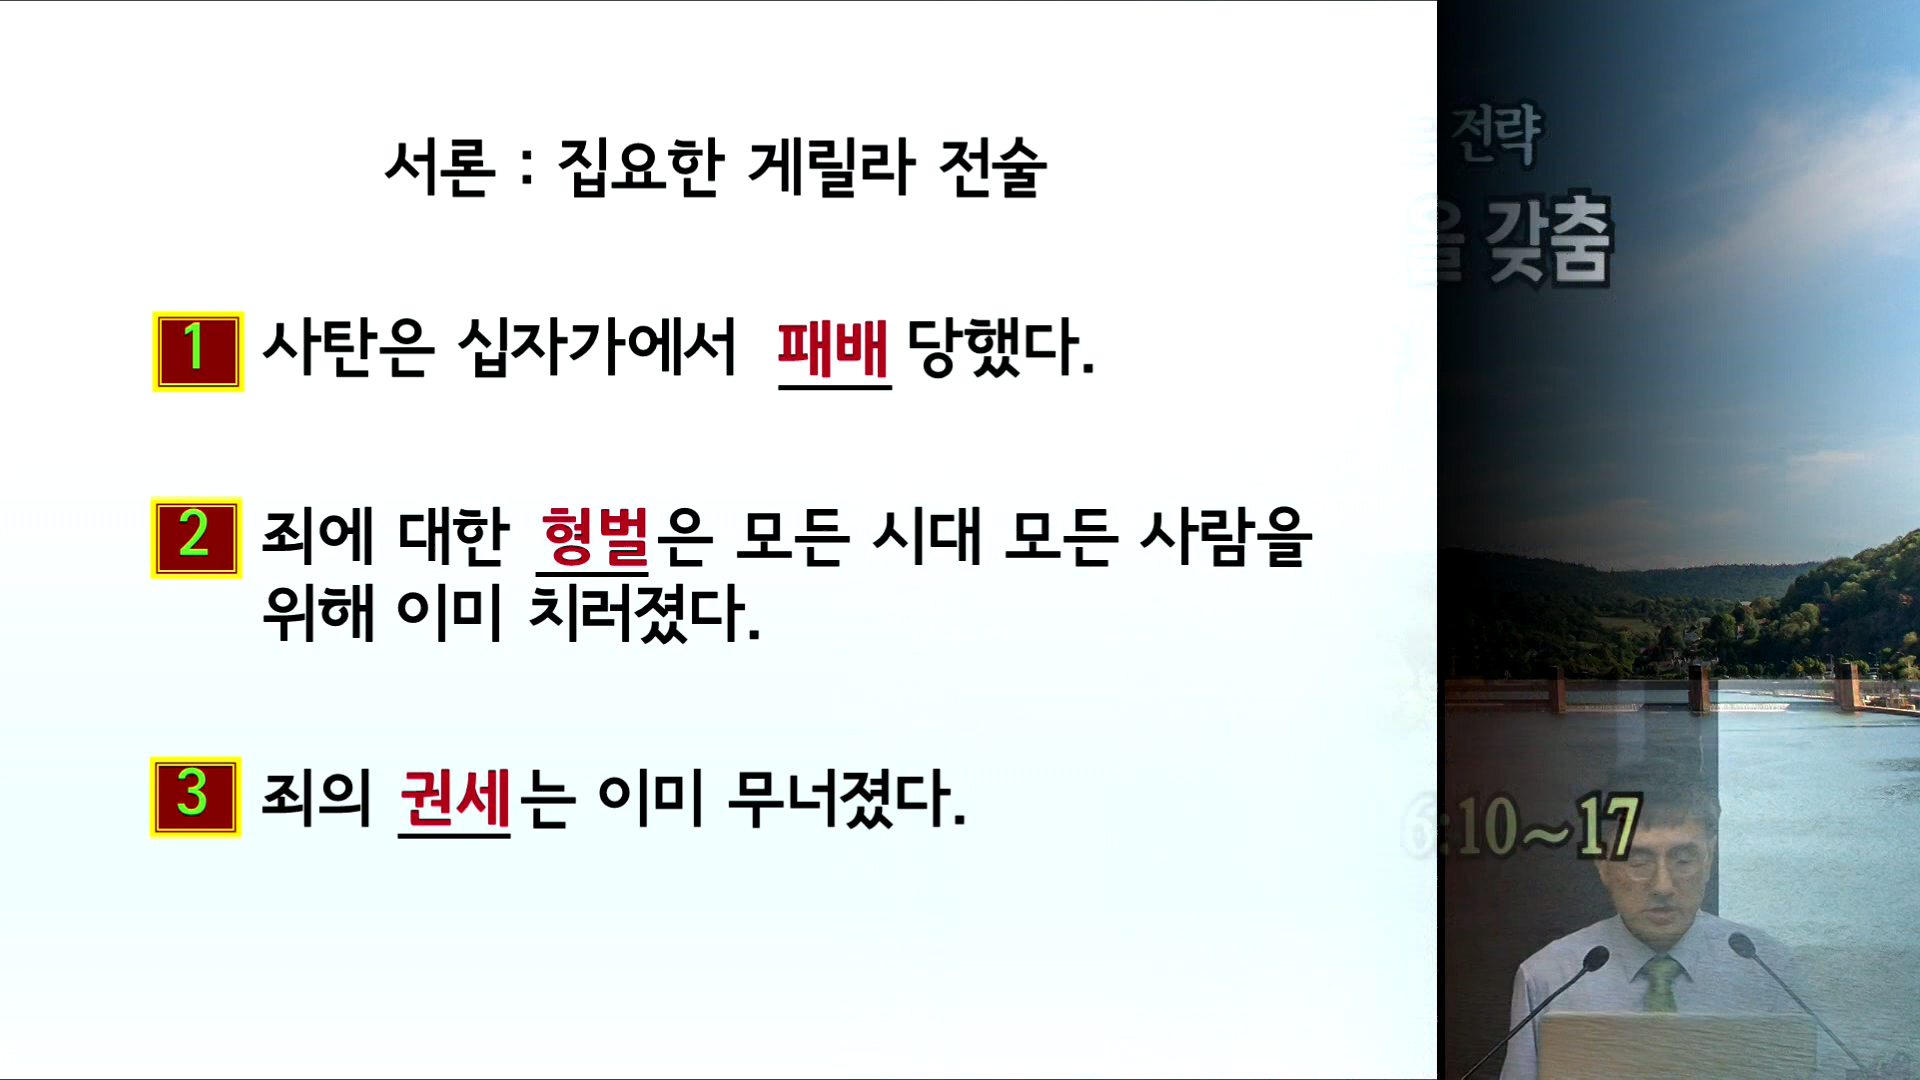 서론 : 집요한 게릴라 전술
1 사탄은 십자가에서 패배 당했다.
2 죄에 대한 형벌은 모든 시대 모든 사람을
위해 이미 치러졌다.
3 죄의 권세는 이미 무너졌다.
전략
을 갖춤
6:10~17